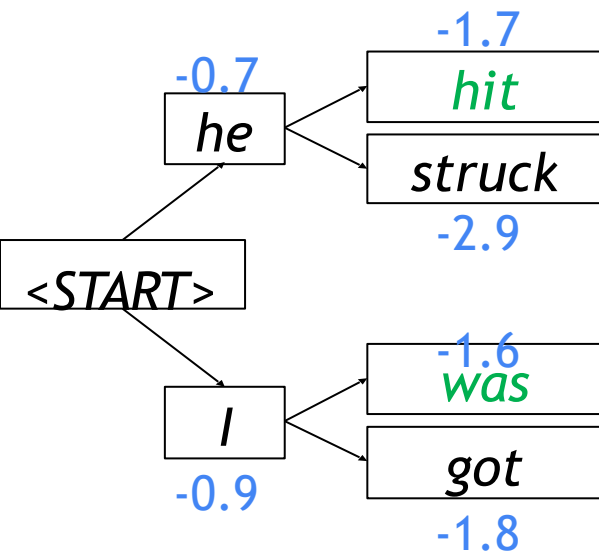 -1.7
-0.7
hit
he
struck
-2.9
<START>
-1.6
was
I
got
-0.9
-1.8